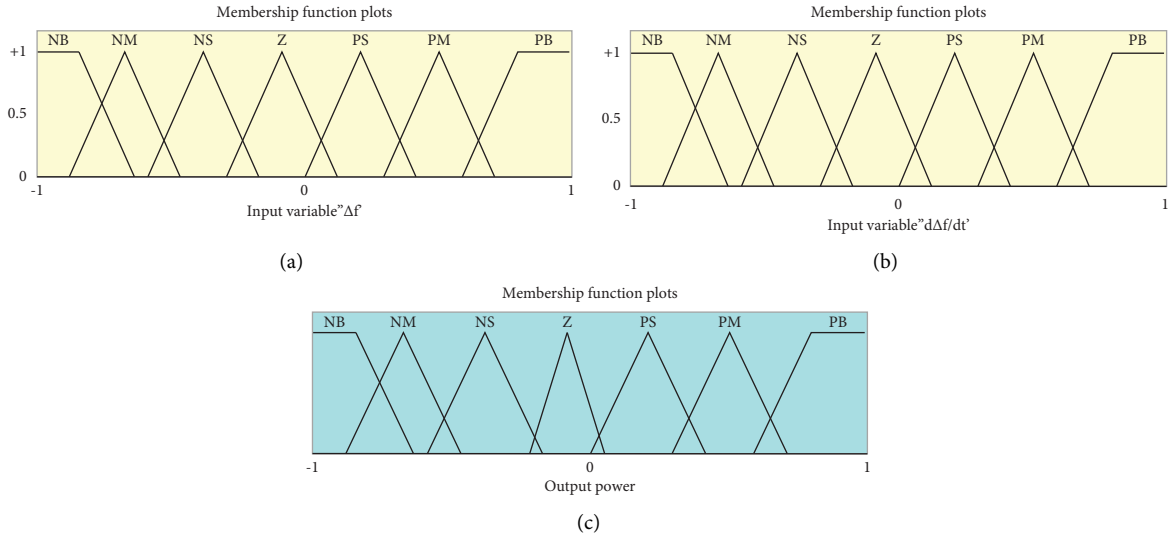 Membership function plots
NB NM NS Z PS PM PB
+1
0.5
0
-1 0 1
Input variable”Δf’
(a)
Membership function plots
NB NM NS Z PS PM PB
+1
0.5
0
-1 0 1
Input variable”dΔf/dt’
(b)
Membership function plots
NB NM NS Z PS PM PB
-1 0 1
Output power
(c)